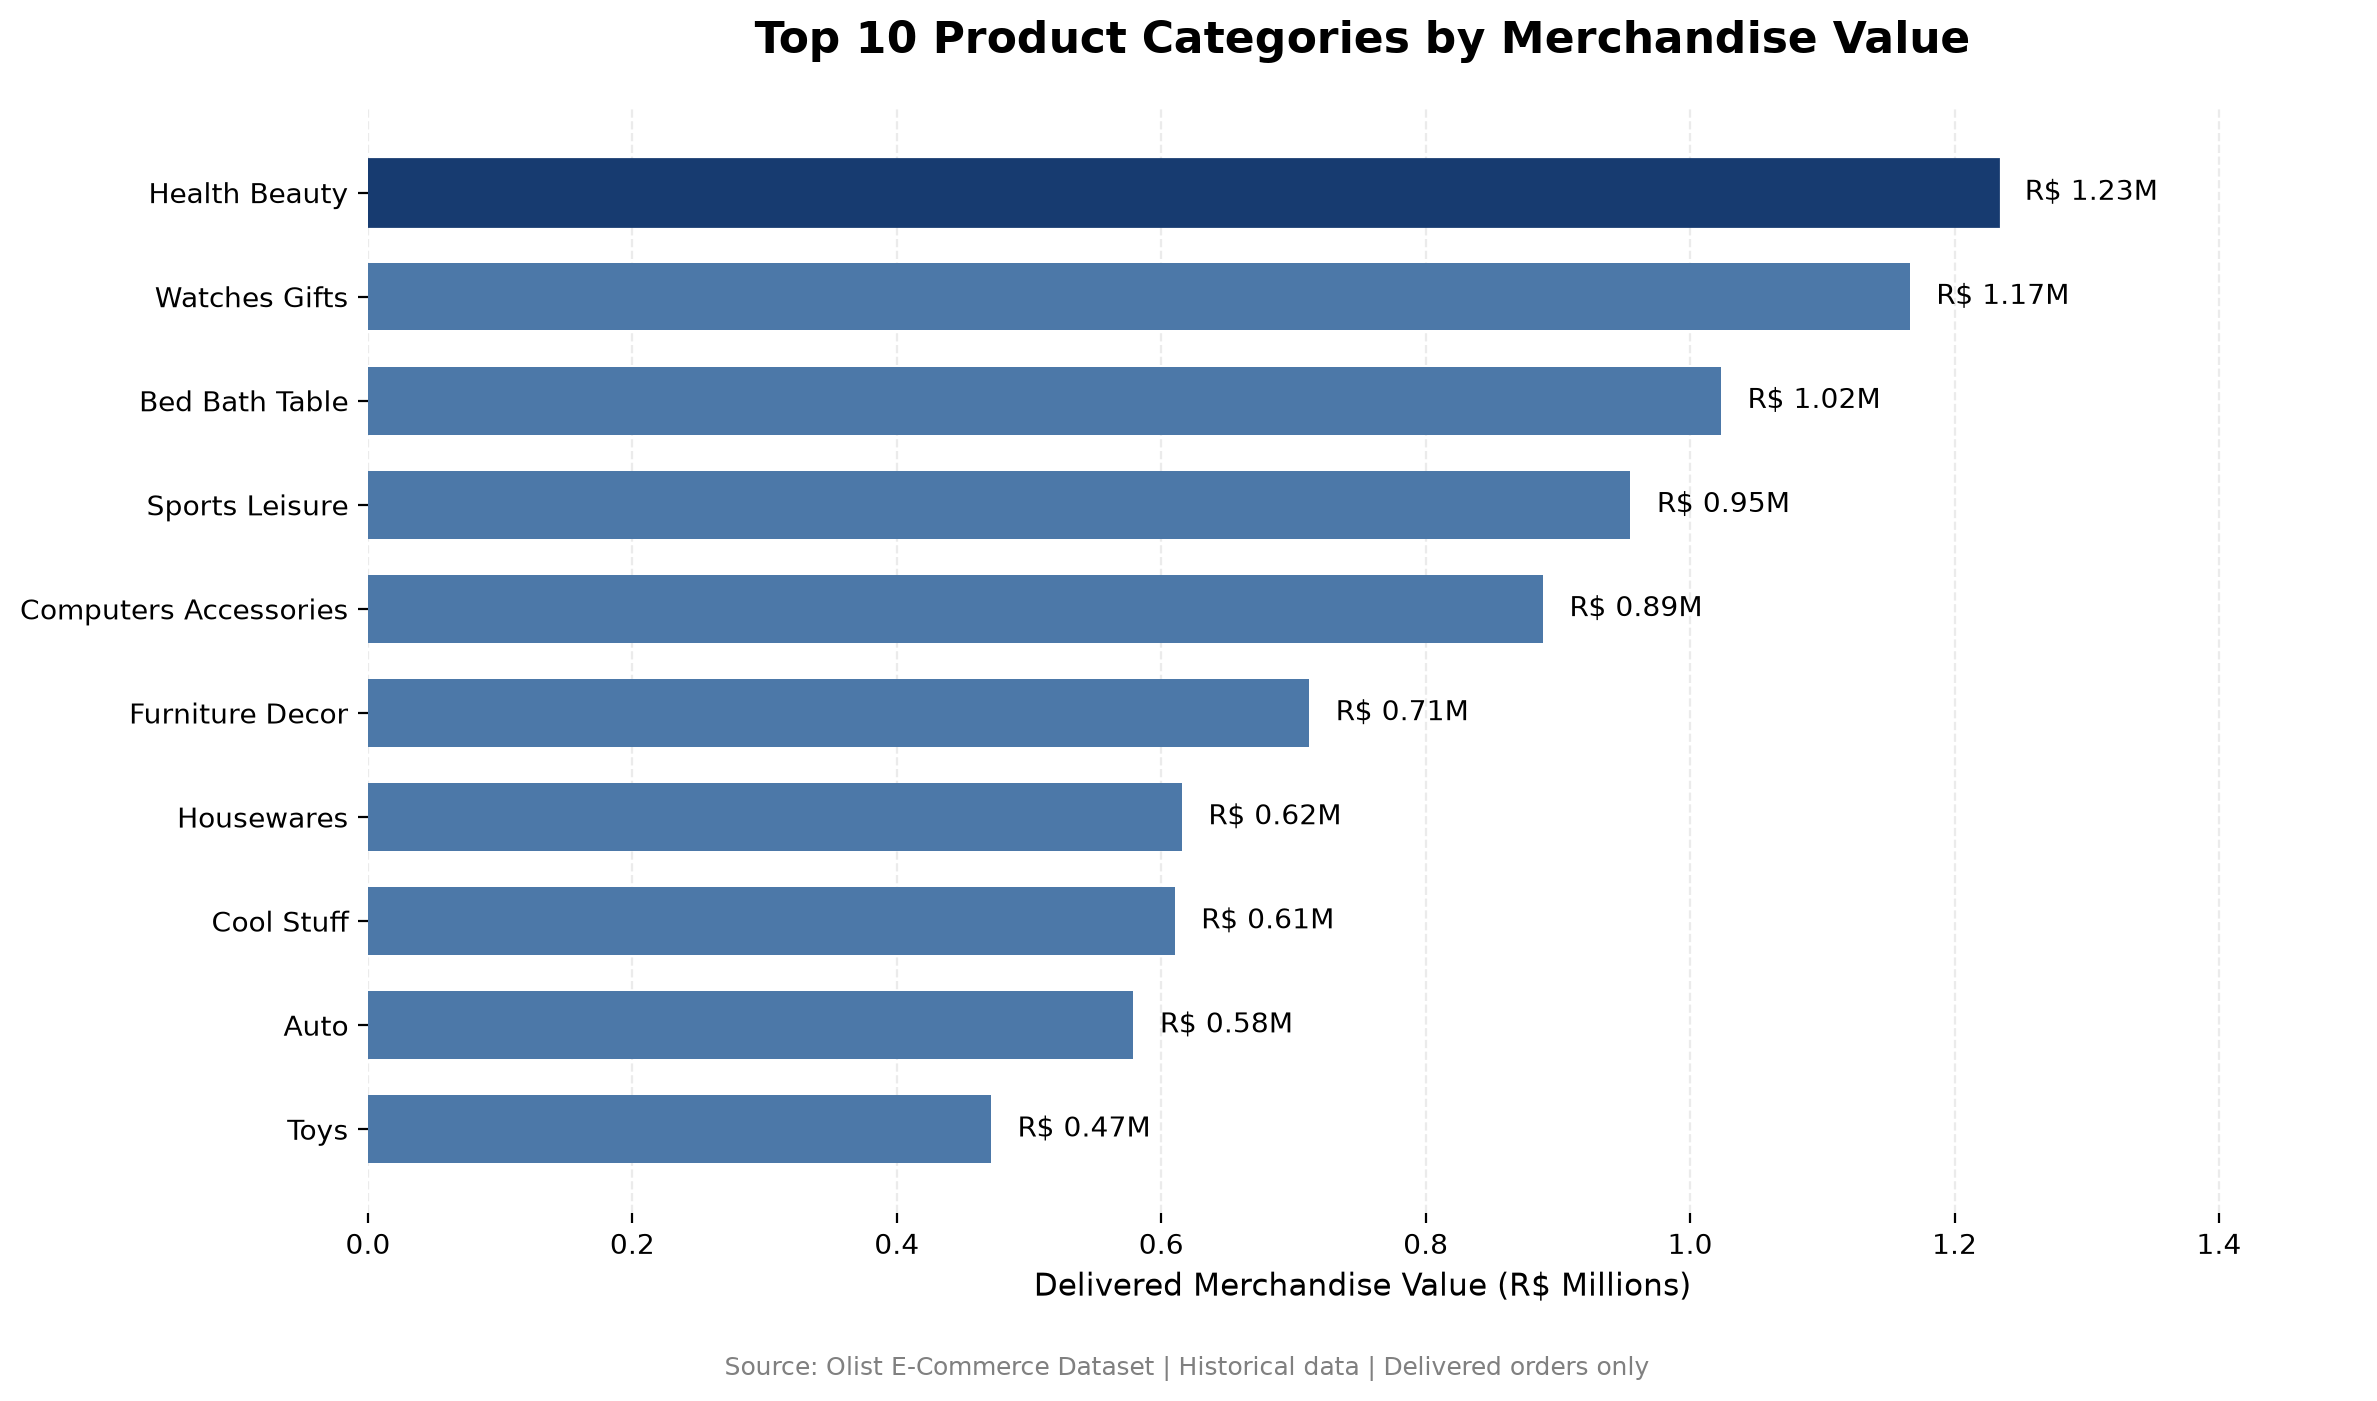 Top 10 Product Categories by Merchandise Value
Health Beauty R$ 1.23M
Watches Gifts R$ 1.17M
Bed Bath Table R$ 1.02M
Sports Leisure R$ 0.95M
Computers Accessories R$ 0.89M
Furniture Decor R$ 0.71M
Housewares R$ 0.62M
Cool Stuff R$ 0.61M
Auto R$ 0.58M
Toys R$ 0.47M
0.0 0.2 0.4 0.6 0.8 1.0 1.2 1.4
Delivered Merchandise Value (R$ Millions)
Source: Olist E-Commerce Dataset | Historical data | Delivered orders only